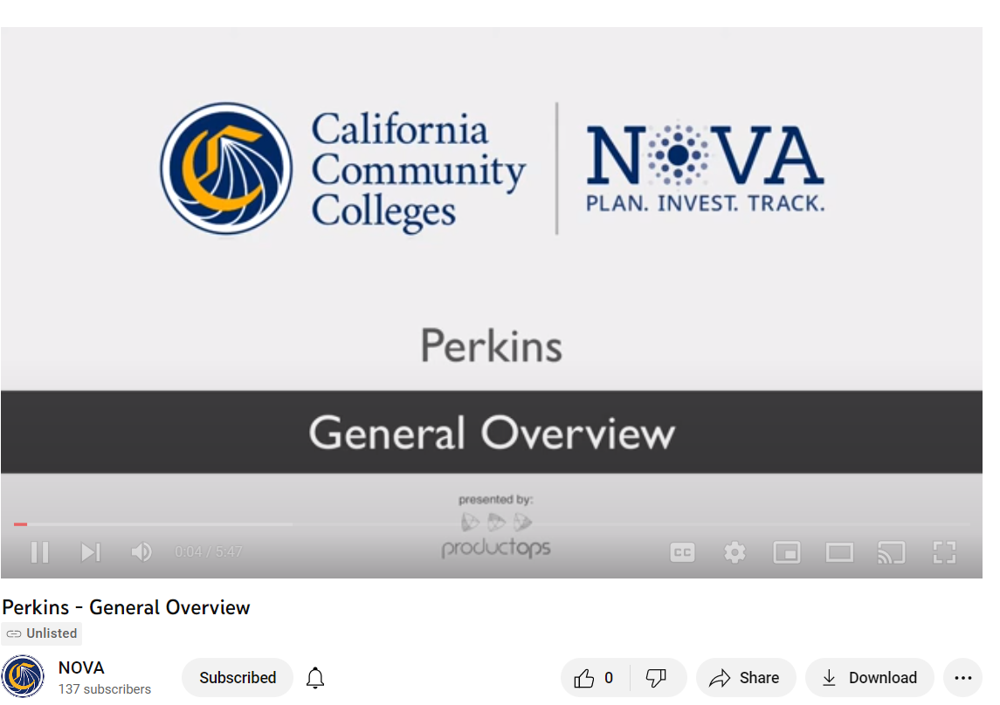 California
Community
Colleges
NOVA
PLAN. INVEST. TRACK.
Perkins
General Overview
presented by:
productops
0:04 / 5:47
CC
Perkins - General Overview
Unlisted
NOVA
137 subscribers
Subscribed
0
Share
Download